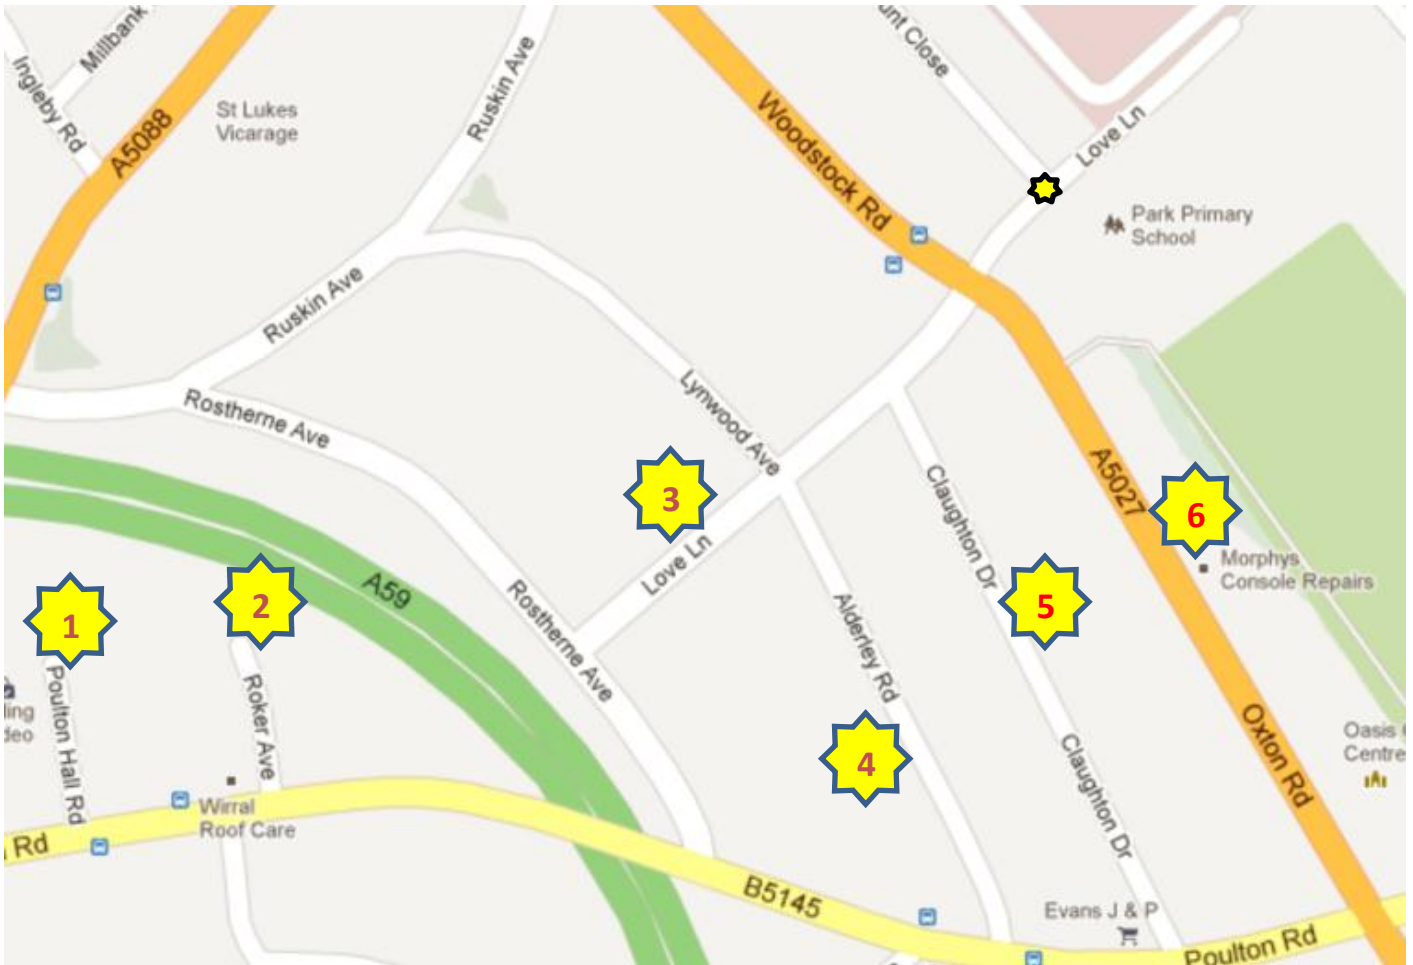 Millbank
Ingleby Rd
A5088
St Lukes
Vicarage
Ruskin Ave
Woodstock Rd
Close
Love Ln
Park Primary
School
Ruskin Ave
Rostherne Ave
Lynwood Ave
A5027
Claughton Dr
3
6
Love Ln
Morphys
Console Repairs
A59
1
2
5
Rostherne Ave
Alderley Rd
Poulton Hall Rd
Roker Ave
4
Claughton Dr
Oxton Rd
Oasis
Centre
Wirral
Roof Care
Rd
B5145
Evans J & P
Poulton Rd